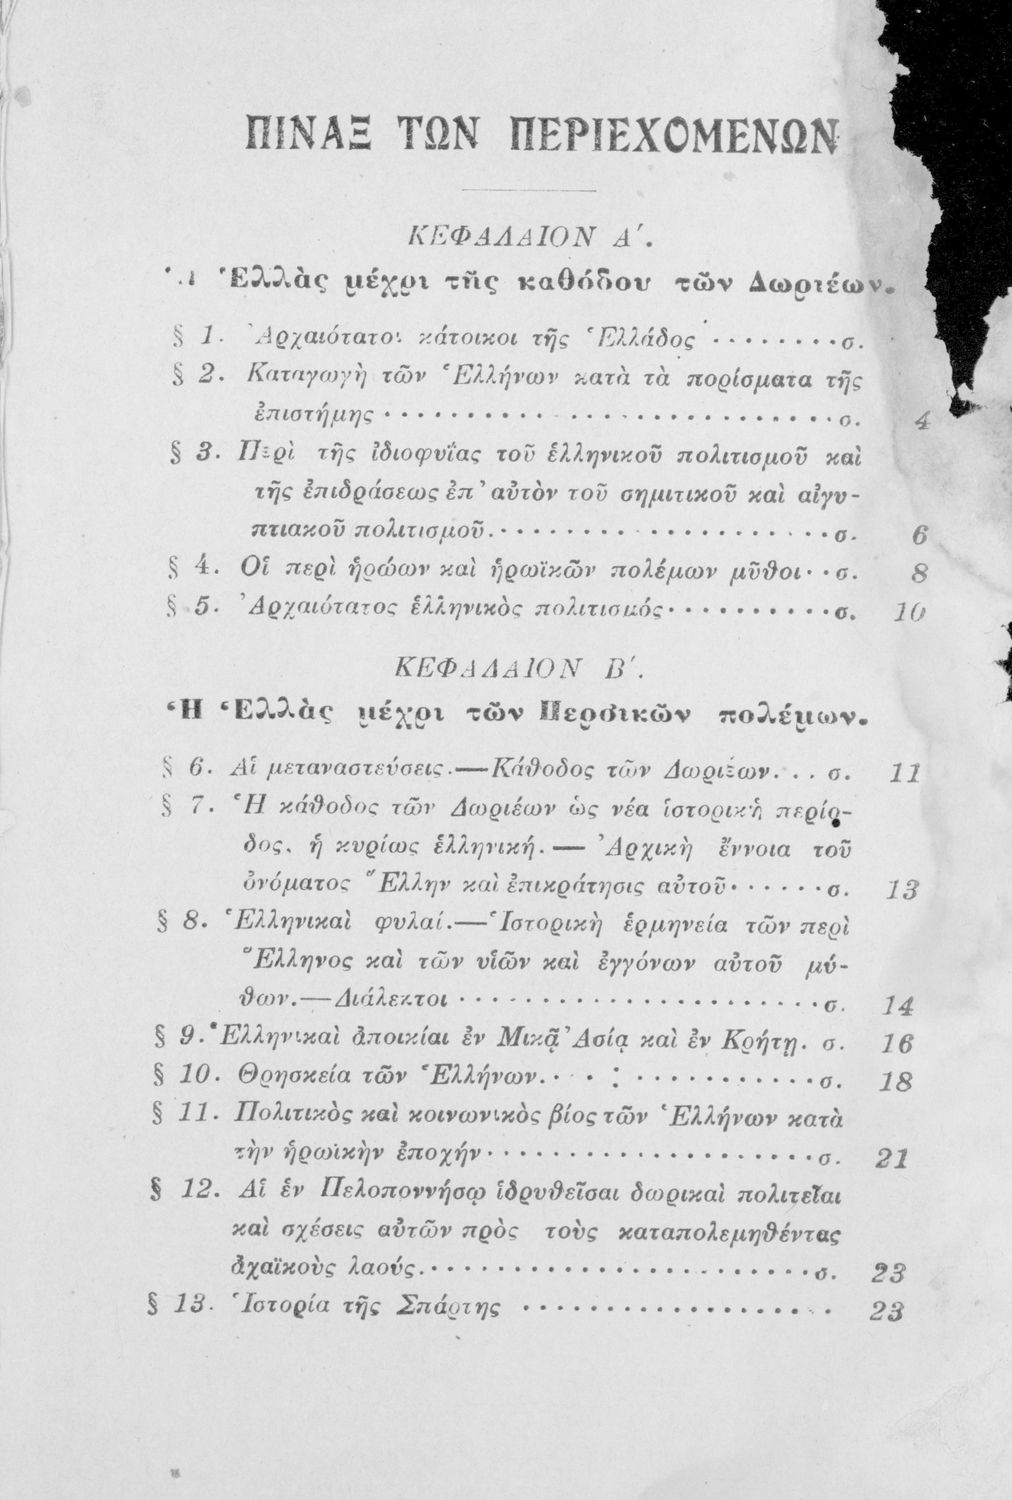 ΠΙΝΑΞ ΤΩΝ ΠΕΡΙΕΧΟΜΕΝΩΝ
ΚΕΦΑΛΑΙΟΝ Α΄.
Ἑλλὰς μέχρι τῆς καθόδου τῶν Δωριέων.
§ 1. Ἀρχαιότατοι κάτοικοι τῆς Ἑλλάδος ········ σ.
§ 2. Καταγωγὴ τῶν Ἑλλήνων κατὰ τὰ πορίσματα τῆς
ἐπιστήμης ···························· σ. 4
§ 3. Περὶ τῆς ἰδιοφυΐας τοῦ ἑλληνικοῦ πολιτισμοῦ καὶ
τῆς ἐπιδράσεως ἐπ' αὐτὸν τοῦ σημιτικοῦ καὶ αἰγυ-
πτιακοῦ πολιτισμοῦ. ···················· σ. 6
§ 4. Οἱ περὶ ἡρώων καὶ ἡρωϊκῶν πολέμων μῦθοι ·· σ. 8
§ 5. Ἀρχαιότατος ἑλληνικὸς πολιτισμός ·········· σ. 10
ΚΕΦΑΛΑΙΟΝ Β΄.
Ἡ Ἑλλὰς μέχρι τῶν Περσικῶν πολέμων.
§ 6. Αἱ μεταναστεύσεις.—Κάθοδος τῶν Δωριέων. . . σ. 11
§ 7. Ἡ κάθοδος τῶν Δωριέων ὡς νέα ἱστορικὴ περίο-
δος, ἡ κυρίως ἑλληνική. — Ἀρχικὴ ἔννοια τοῦ
ὀνόματος Ἕλλην καὶ ἐπικράτησις αὐτοῦ ······ σ. 13
§ 8. Ἑλληνικαὶ φυλαί.—Ἱστορικὴ ἑρμηνεία τῶν περὶ
Ἕλληνος καὶ τῶν υἱῶν καὶ ἐγγόνων αὐτοῦ μύ-
θων.—Διάλεκτοι ························ σ. 14
§ 9. Ἑλληνικαὶ ἀποικίαι ἐν Μικρᾷ Ἀσίᾳ καὶ ἐν Κρήτῃ. σ. 16
§ 10. Θρησκεία τῶν Ἑλλήνων. ················ σ. 18
§ 11. Πολιτικὸς καὶ κοινωνικὸς βίος τῶν Ἑλλήνων κατὰ
τὴν ἡρωϊκὴν ἐποχήν ······················ σ. 21
§ 12. Αἱ ἐν Πελοποννήσῳ ἱδρυθεῖσαι δωρικαὶ πολιτεῖαι
καὶ σχέσεις αὐτῶν πρὸς τοὺς καταπολεμηθέντας
ἀχαϊκοὺς λαούς. ························ σ. 23
§ 13. Ἱστορία τῆς Σπάρτης ···················· 23